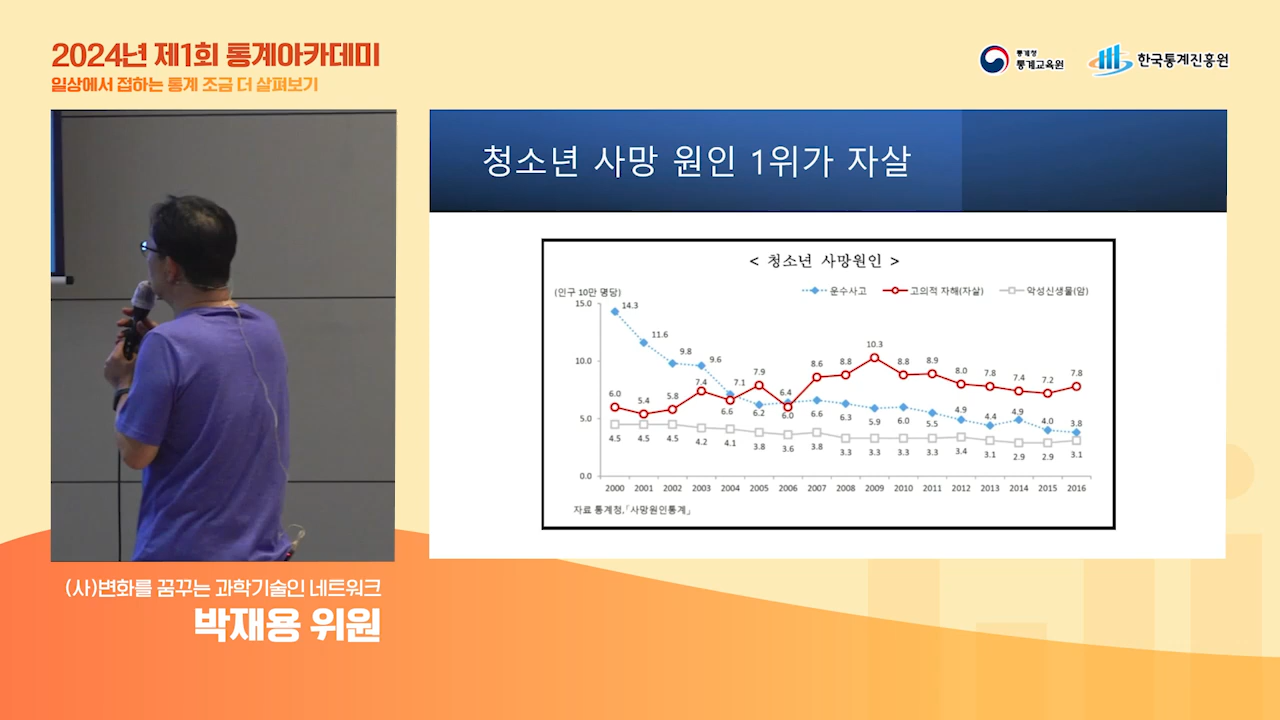 2024년 제1회 통계아카데미
일상에서 접하는 통계 조금 더 살펴보기
통계청
통계교육원
한국통계진흥원
청소년 사망 원인 1위가 자살
< 청소년 사망원인 >
(인구 10만 명당)
운수사고 고의적 자해(자살) 악성신생물(암)
15.0
10.0
5.0
0.0
14.3 11.6 9.8 9.6 7.1 6.2 6.4 6.6 6.3 5.9 6.0 5.5 4.9 4.4 4.9 4.0 3.8
6.0 5.4 5.8 7.4 6.6 7.9 6.0 8.6 8.8 10.3 8.8 8.9 8.0 7.8 7.4 7.2 7.8
4.5 4.5 4.5 4.2 4.1 3.8 3.6 3.8 3.3 3.3 3.3 3.3 3.4 3.1 2.9 2.9 3.1
2000 2001 2002 2003 2004 2005 2006 2007 2008 2009 2010 2011 2012 2013 2014 2015 2016
자료 통계청,「사망원인통계」
(사)변화를 꿈꾸는 과학기술인 네트워크
박재용 위원